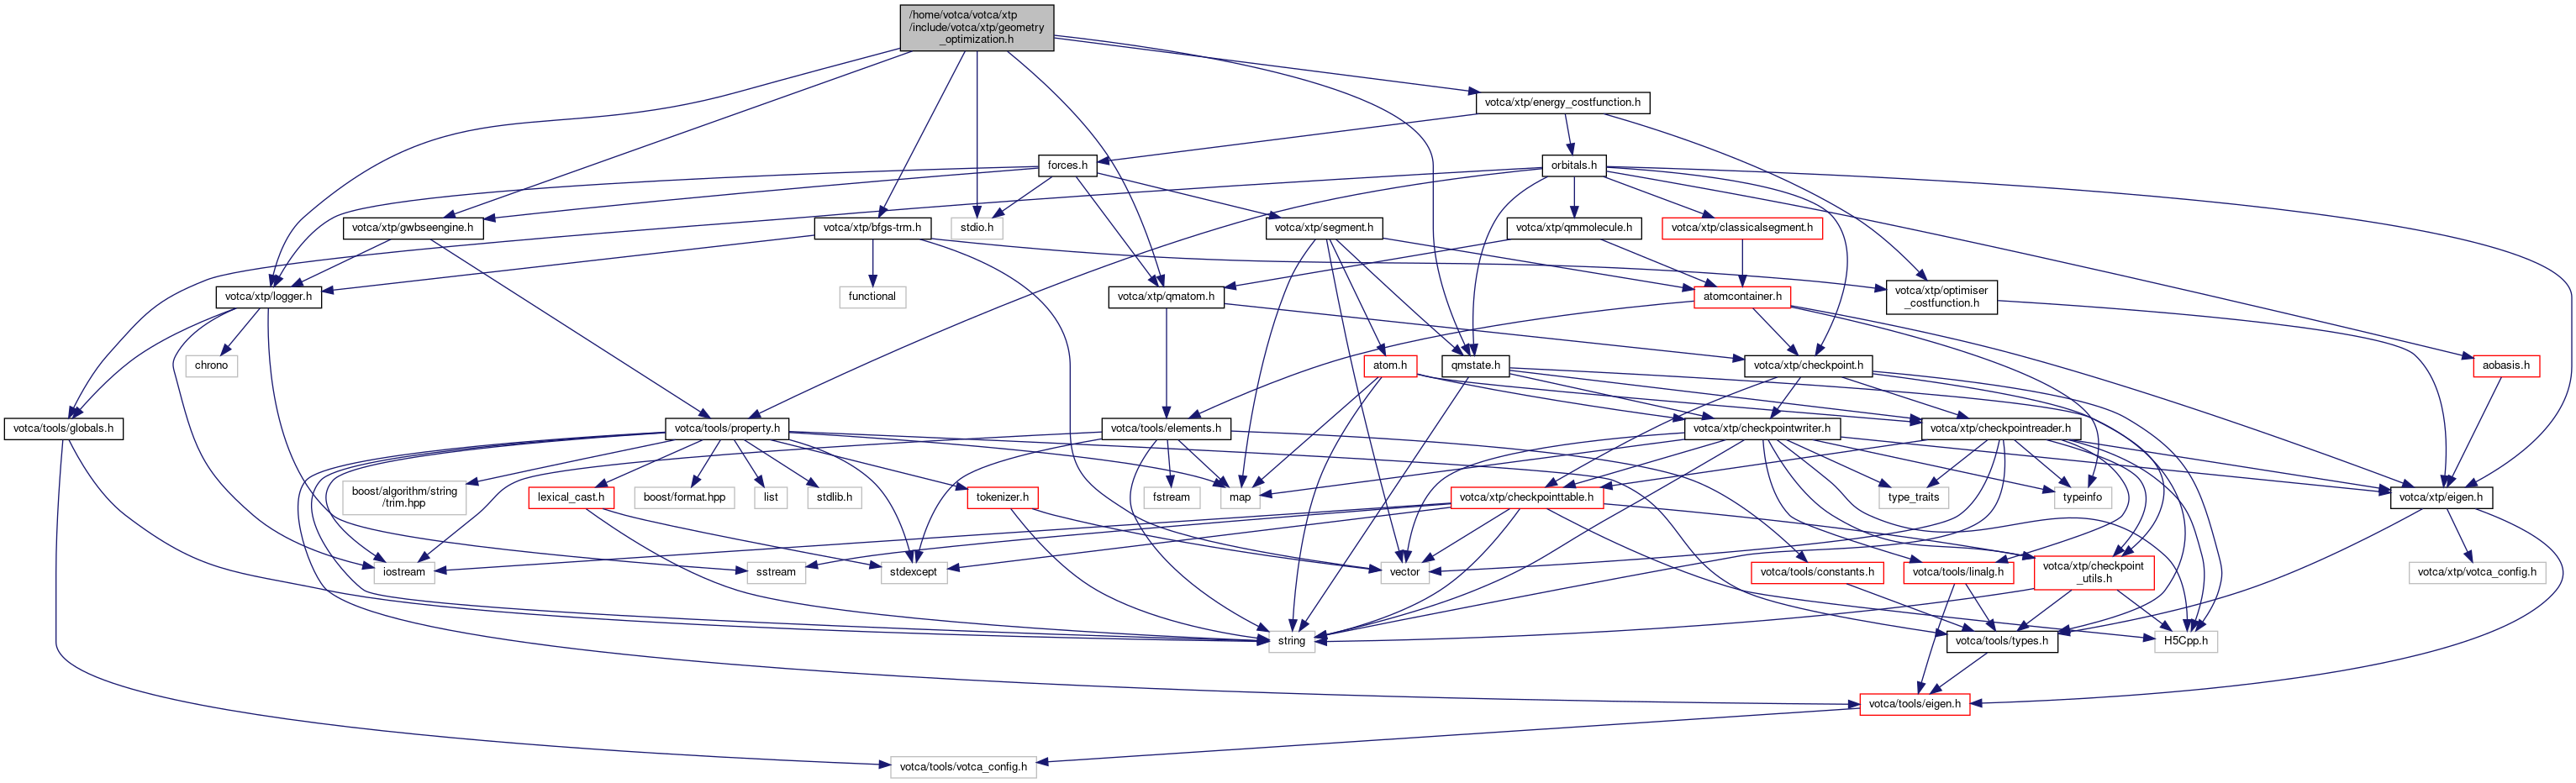 /home/votca/votca/xtp
/include/votca/xtp/geometry
_optimization.h
votca/xtp/energy_costfunction.h
forces.h
orbitals.h
votca/xtp/gwbseengine.h
votca/xtp/bfgs-trm.h
stdio.h
votca/xtp/segment.h
votca/xtp/qmmolecule.h
votca/xtp/classicalsegment.h
votca/xtp/logger.h
functional
votca/xtp/qmatom.h
atomcontainer.h
votca/xtp/optimiser
_costfunction.h
chrono
atom.h
qmstate.h
votca/xtp/checkpoint.h
aobasis.h
votca/tools/globals.h
votca/tools/property.h
votca/tools/elements.h
votca/xtp/checkpointwriter.h
votca/xtp/checkpointreader.h
boost/algorithm/string
/trim.hpp
lexical_cast.h
boost/format.hpp
list
stdlib.h
tokenizer.h
fstream
map
votca/xtp/checkpointtable.h
type_traits
typeinfo
votca/xtp/eigen.h
iostream
sstream
stdexcept
vector
votca/tools/constants.h
votca/tools/linalg.h
votca/xtp/checkpoint
_utils.h
votca/xtp/votca_config.h
string
votca/tools/types.h
H5Cpp.h
votca/tools/eigen.h
votca/tools/votca_config.h